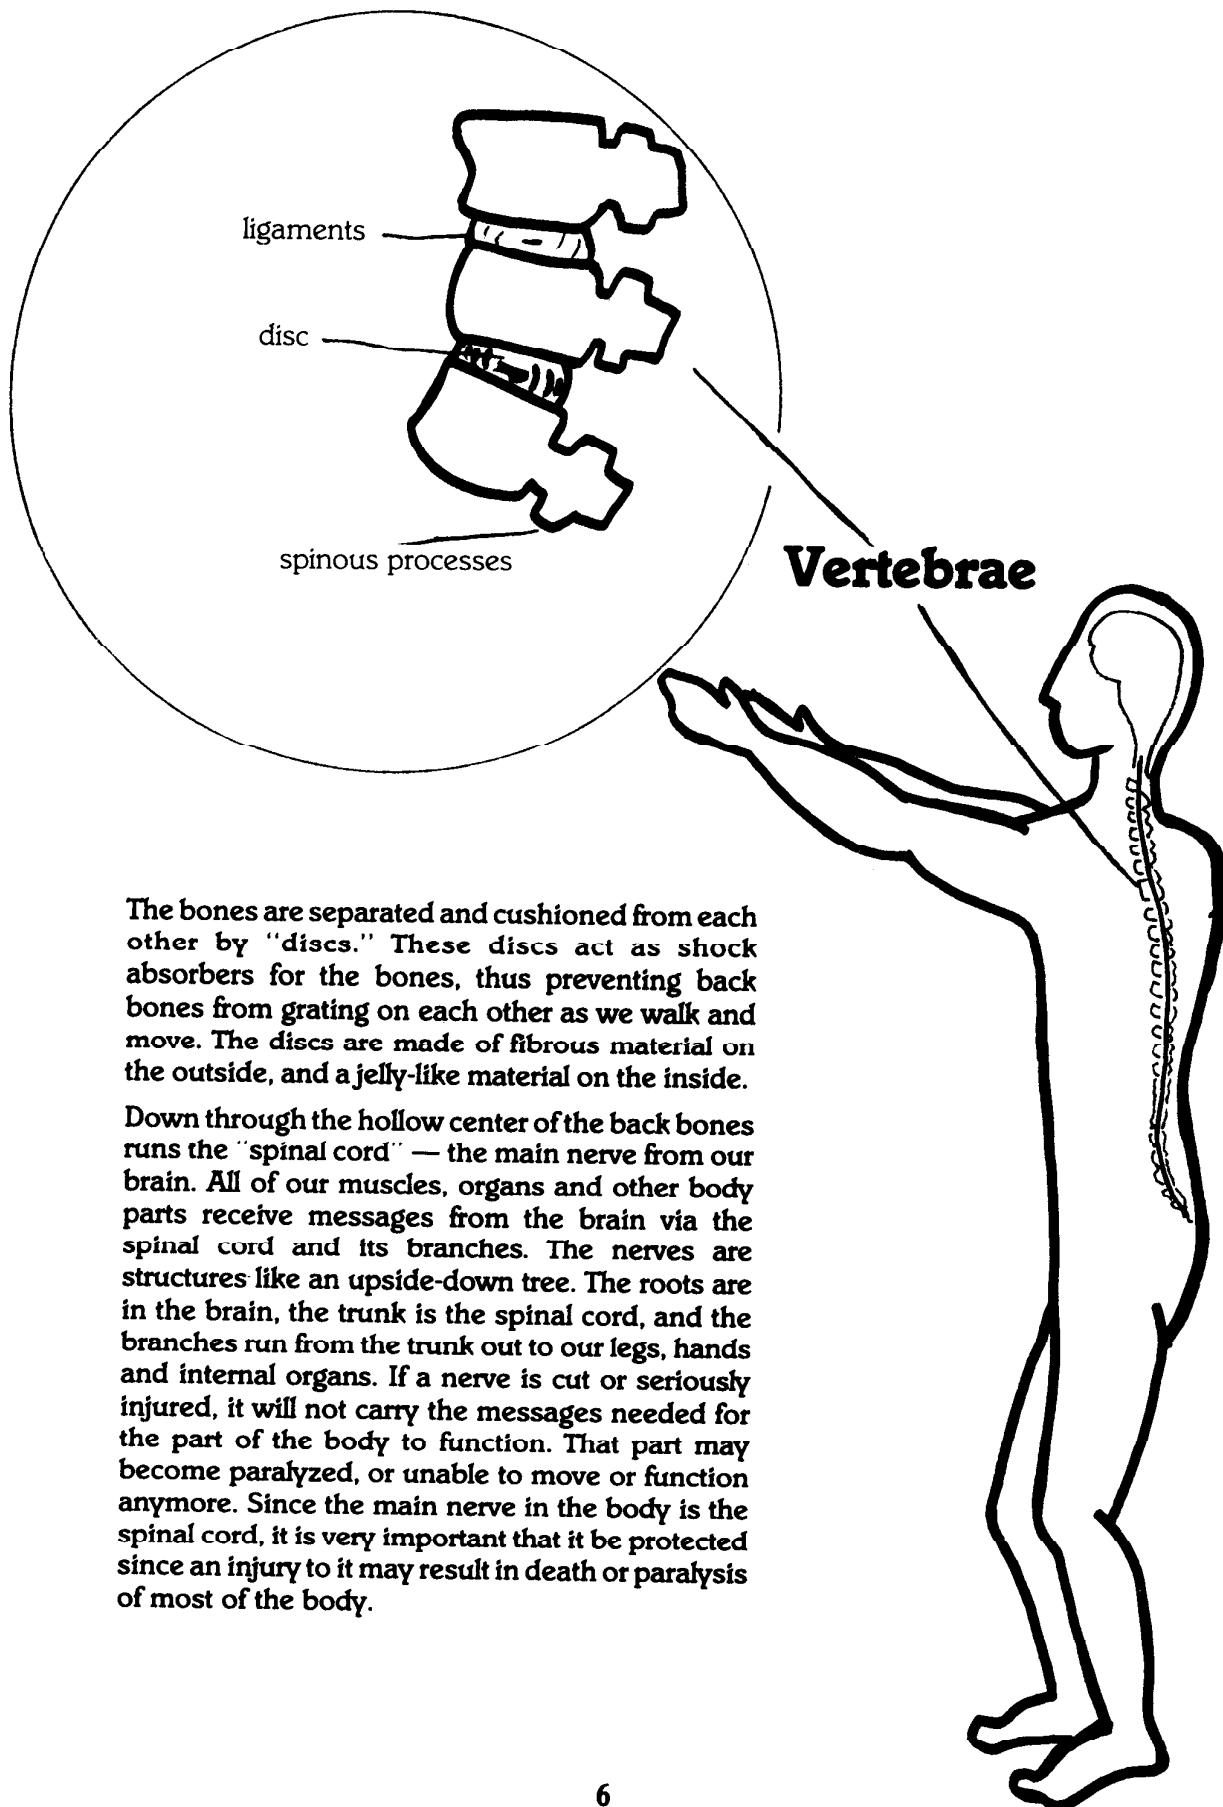 ligaments
disc
spinous processes
Vertebrae
The bones are separated and cushioned from each
other by "discs." These discs act as shock
absorbers for the bones, thus preventing back
bones from grating on each other as we walk and
move. The discs are made of fibrous material on
the outside, and a jelly-like material on the inside.
Down through the hollow center of the back bones
runs the "spinal cord" — the main nerve from our
brain. All of our muscles, organs and other body
parts receive messages from the brain via the
spinal cord and its branches. The nerves are
structures like an upside-down tree. The roots are
in the brain, the trunk is the spinal cord, and the
branches run from the trunk out to our legs, hands
and internal organs. If a nerve is cut or seriously
injured, it will not carry the messages needed for
the part of the body to function. That part may
become paralyzed, or unable to move or function
anymore. Since the main nerve in the body is the
spinal cord, it is very important that it be protected
since an injury to it may result in death or paralysis
of most of the body.
6